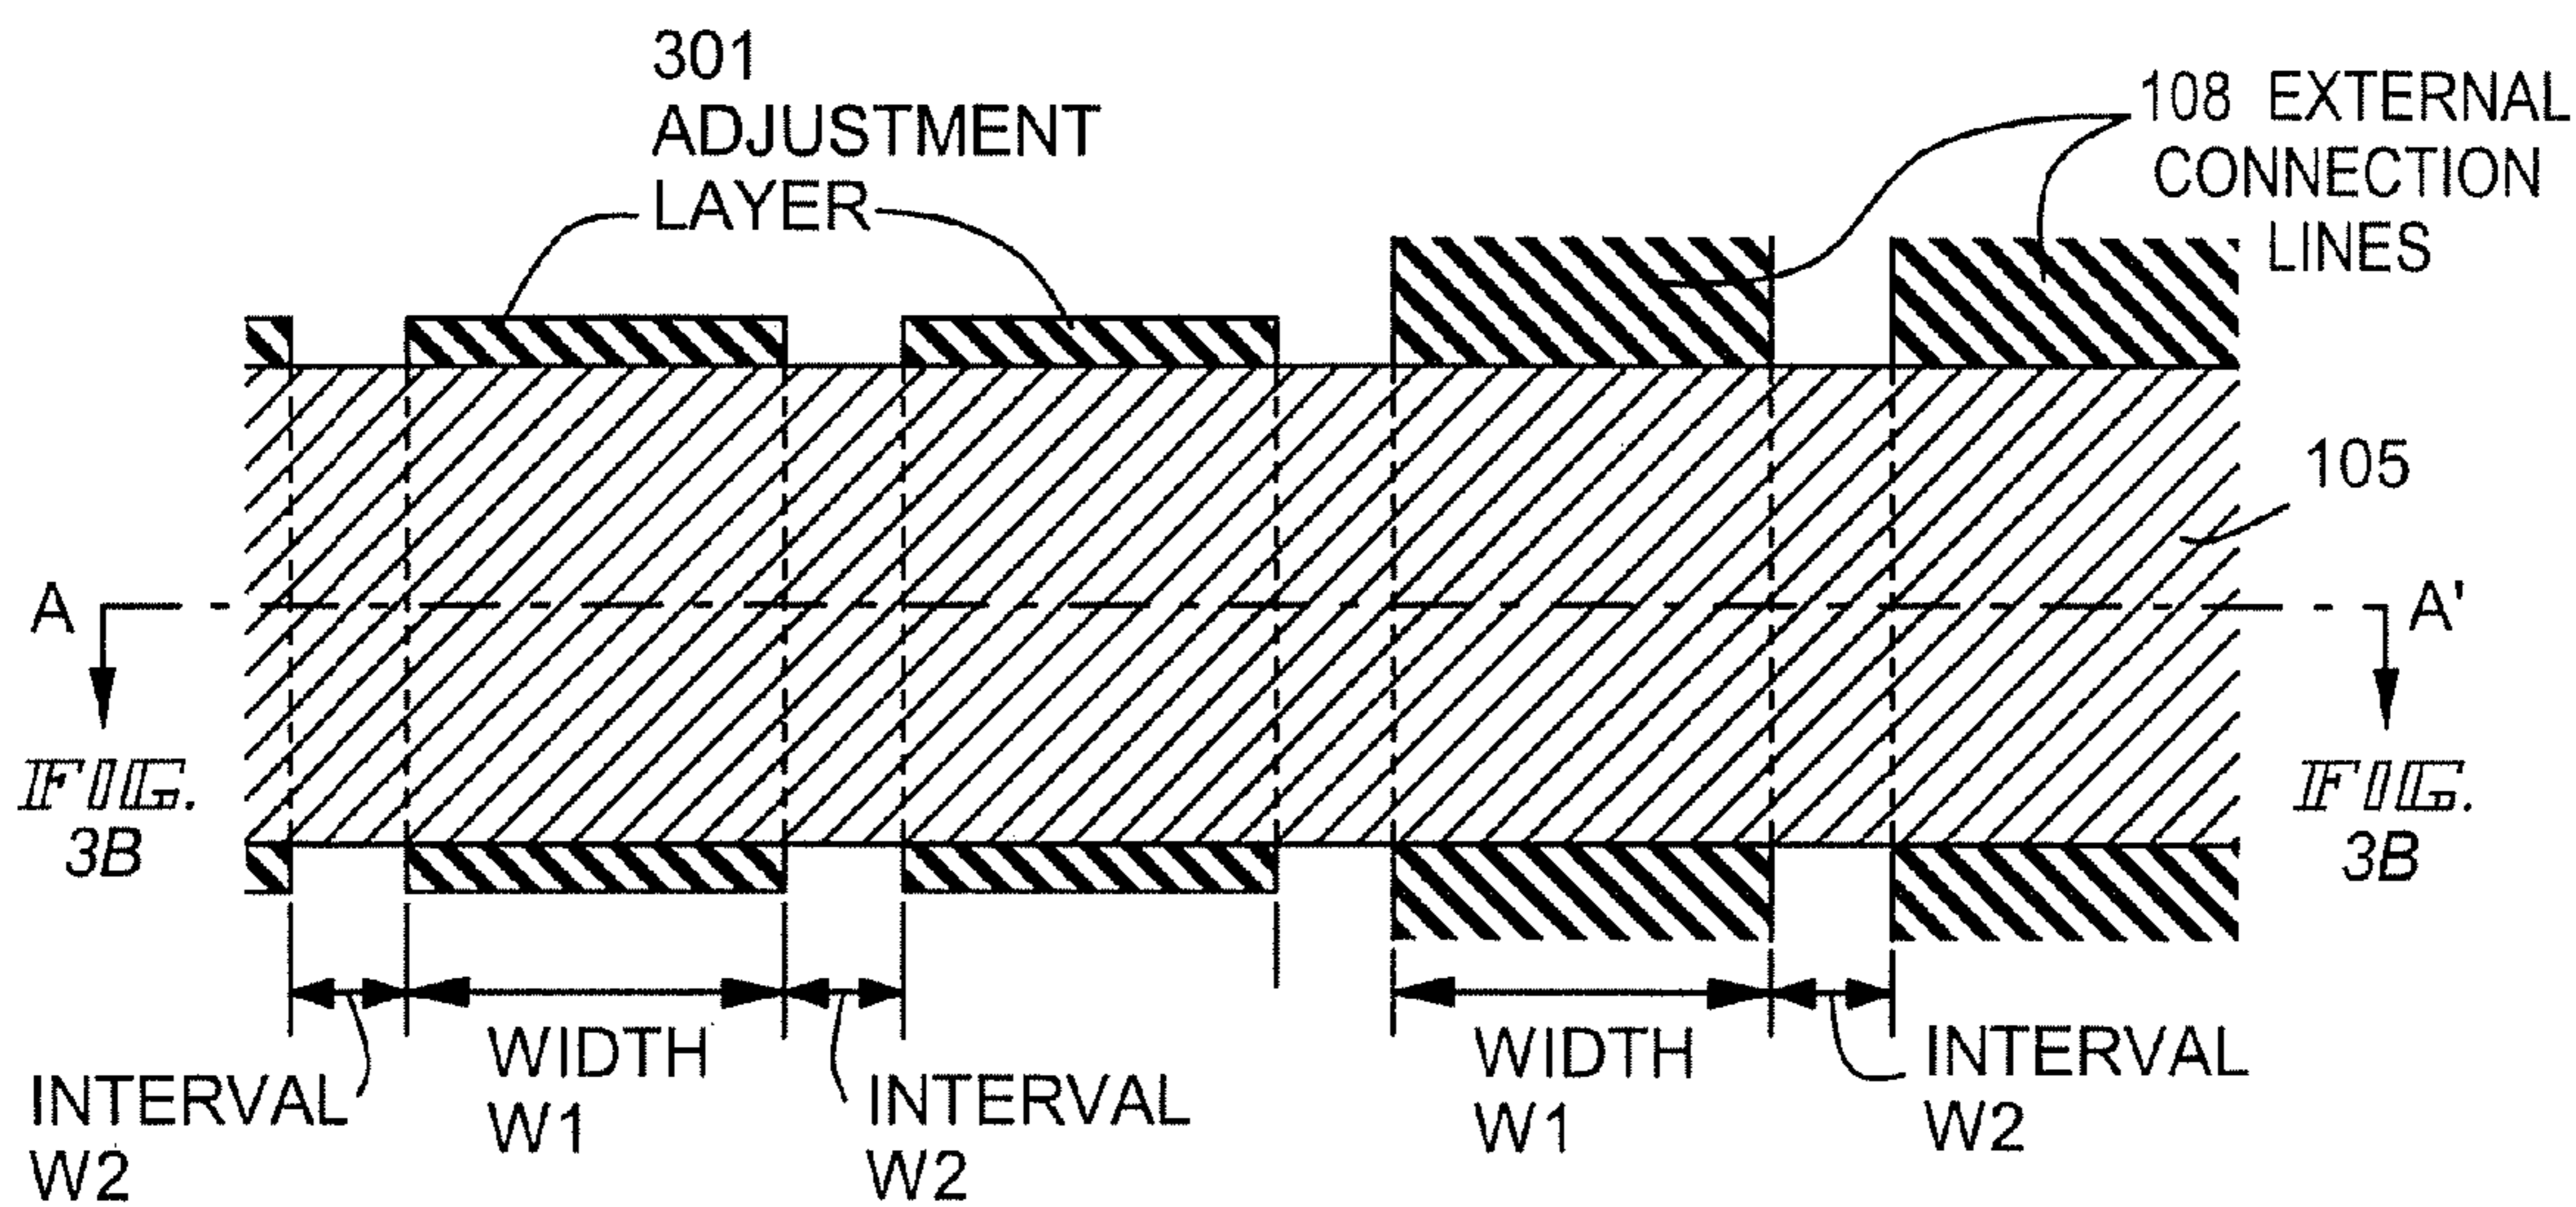 301
ADJUSTMENT
LAYER
108 EXTERNAL
CONNECTION
LINES
105
A
A'
FIG.
3B
FIG.
3B
INTERVAL
W2
WIDTH
W1
INTERVAL
W2
WIDTH
W1
INTERVAL
W2